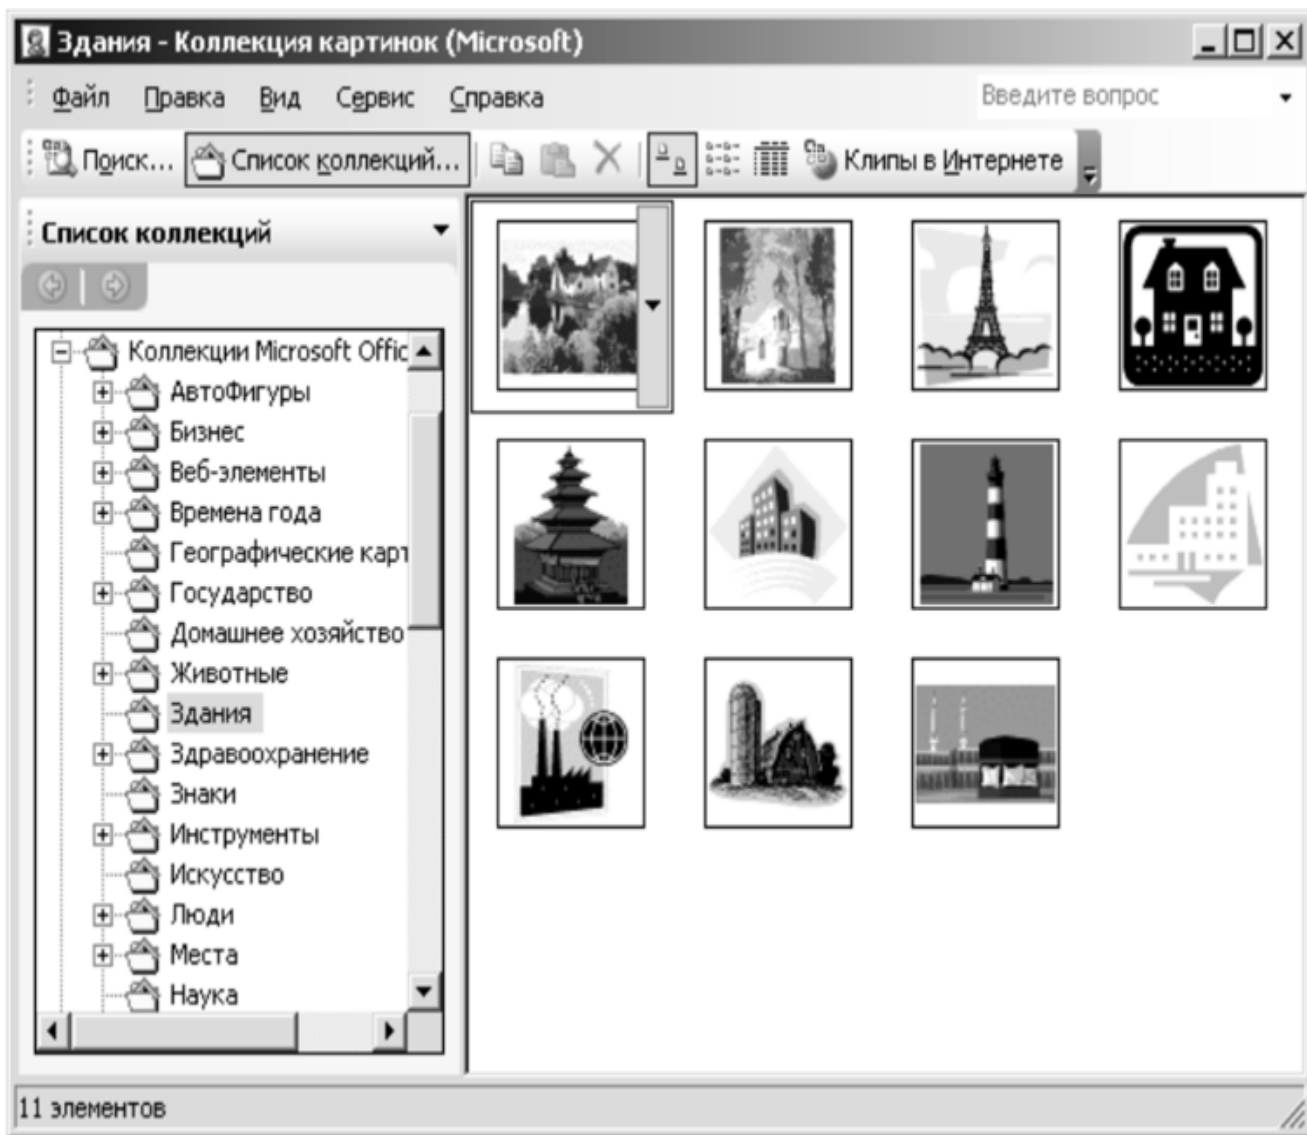 Здания - Коллекция картинок (Microsoft)
Файл Правка Вид Сервис Справка Введите вопрос
Поиск... Список коллекций... Клипы в Интернете
Список коллекций
Коллекции Microsoft Offic
АвтоФигуры
Бизнес
Веб-элементы
Времена года
Географические карт
Государство
Домашнее хозяйство
Животные
Здания
Здравоохранение
Знаки
Инструменты
Искусство
Люди
Места
Наука
11 элементов